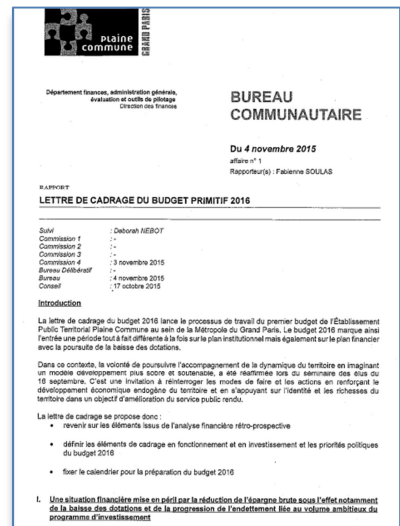 PLAINE
COMMUNE
GRAND PARIS
Département finances, administration générale,
évaluation et outils de pilotage
Direction des finances
BUREAU
COMMUNAUTAIRE
Du 4 novembre 2015
affaire n° 1
Rapporteur(s) : Fabienne SOULAS
RAPPORT
LETTRE DE CADRAGE DU BUDGET PRIMITIF 2016
Suivi : Deborah NEBOT
Commission 1 : -
Commission 2 : -
Commission 3 : -
Commission 4 : 3 novembre 2015
Bureau Délibératif : -
Bureau : 4 novembre 2015
Conseil : 17 octobre 2015
Introduction
La lettre de cadrage du budget 2016 lance le processus de travail du premier budget de l'Établissement
Public Territorial Plaine Commune au sein de la Métropole du Grand Paris. Le budget 2016 marque ainsi
l'entrée une période tout à fait différente à la fois sur le plan institutionnel mais également sur le plan financier
avec la poursuite de la baisse des dotations.
Dans ce contexte, la volonté de poursuivre l'accompagnement de la dynamique du territoire en imaginant
un modèle développement plus sobre et soutenable, a été réaffirmée lors du séminaire des élus du
16 septembre. C'est une invitation à réinterroger les modes de faire et les actions en renforçant le
développement économique endogène du territoire et en s'appuyant sur l'identité et les richesses du
territoire dans un objectif d'amélioration du service public rendu.
La lettre de cadrage se propose donc :
• revenir sur les éléments issus de l'analyse financière rétro-prospective
• définir les éléments de cadrage en fonctionnement et en investissement et les priorités politiques
du budget 2016
• fixer le calendrier pour la préparation du budget 2016
I. Une situation financière mise en péril par la réduction de l'épargne brute sous l'effet notamment
de la baisse des dotations et de la progression de l'endettement liée au volume ambitieux du
programme d'investissement